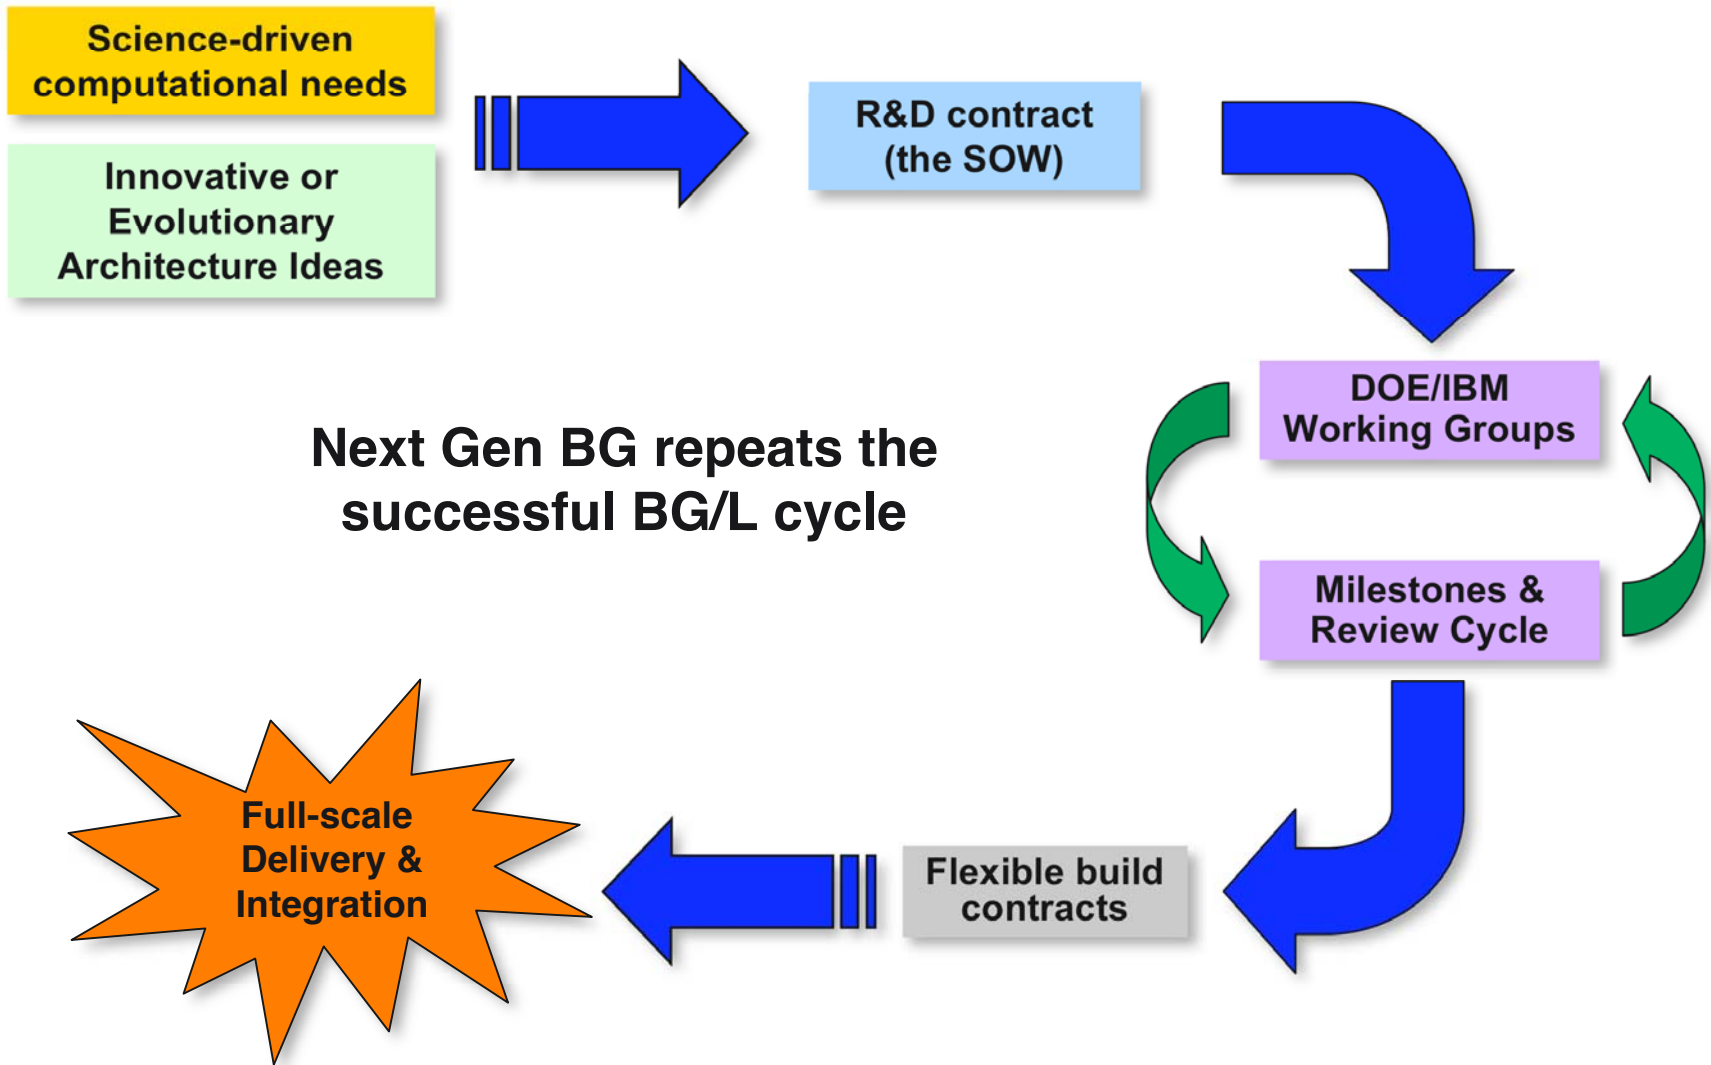 Science-driven
computational needs
Innovative or
Evolutionary
Architecture Ideas
R&D contract
(the SOW)
DOE/IBM
Working Groups
Next Gen BG repeats the
successful BG/L cycle
Milestones &
Review Cycle
Flexible build
contracts
Full-scale
Delivery &
Integration